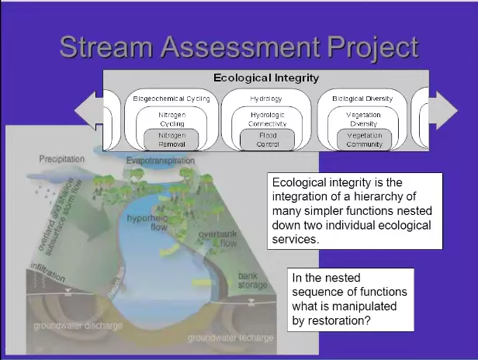 Stream Assessment Project
Ecological Integrity
Biogeochemical Cycling
Nitrogen
Cycling
Nitrogen
Removal
Hydrology
Hydrologic
Connectivity
Flood
Control
Biological Diversity
Vegetation
Diversity
Vegetation
Community
Precipitation
Evapotranspiration
overland and shallow
subsurface storm flow
hyporheic
flow
overbank
flow
infiltration
bank
storage
groundwater discharge
groundwater recharge
Ecological integrity is the
integration of a hierarchy of
many simpler functions nested
down two individual ecological
services.
In the nested
sequence of functions
what is manipulated
by restoration?